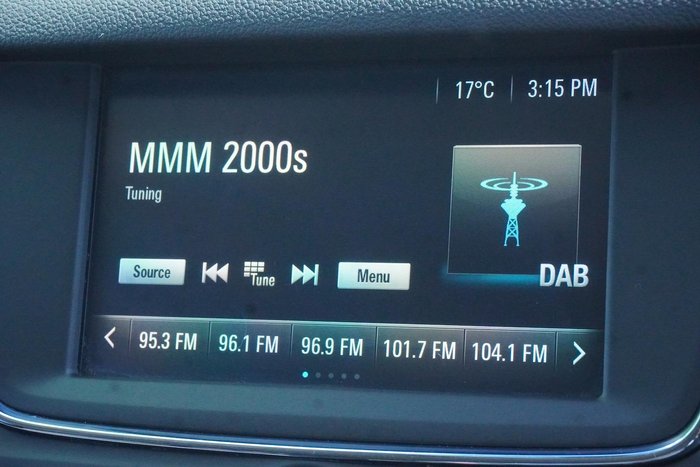 17°C 3:15 PM
MMM 2000s
Tuning
DAB
Source Tune Menu
95.3 FM 96.1 FM 96.9 FM 101.7 FM 104.1 FM